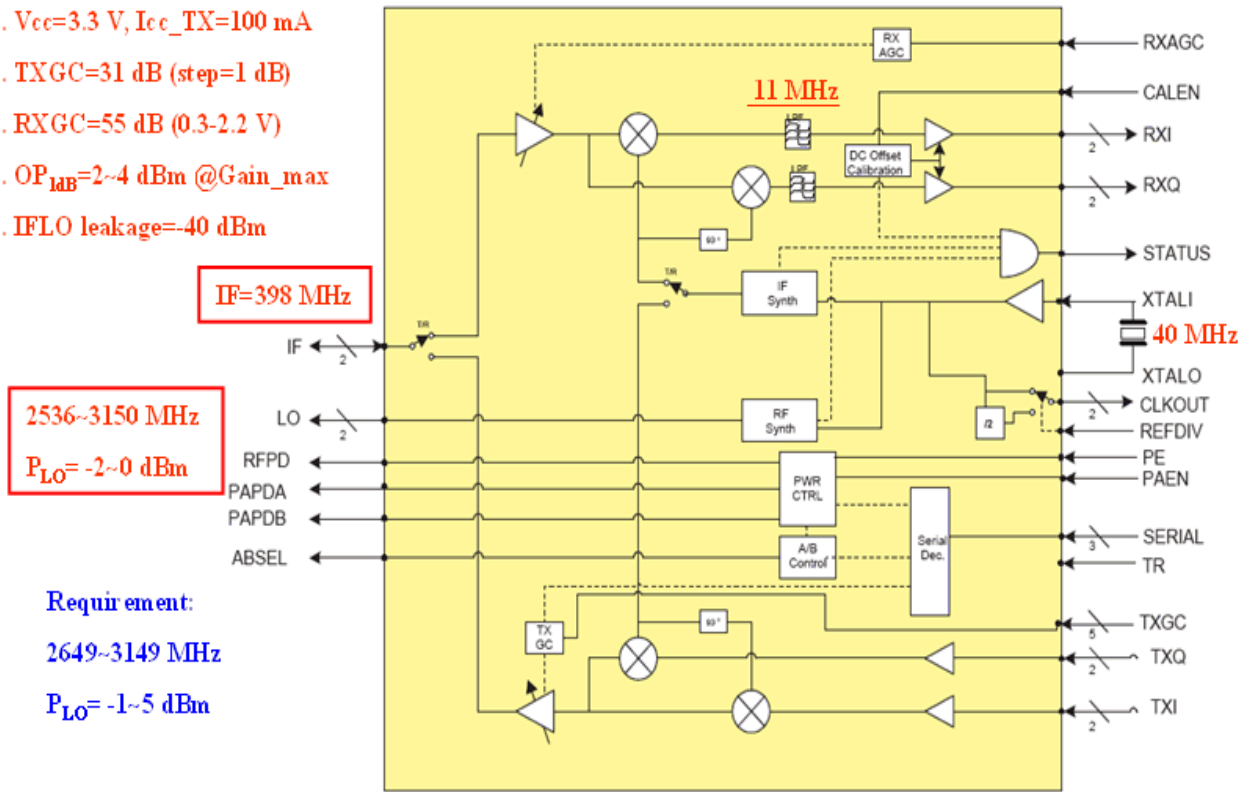 . Vcc=3.3 V, Icc_TX=100 mA
. TXGC=31 dB (step=1 dB)
. RXGC=55 dB (0.3-2.2 V)
. OP1dB=2~4 dBm @Gain_max
. IFLO leakage=-40 dBm
IF=398 MHz
2536~3150 MHz
PLO= -2~0 dBm
Requirement:
2649~3149 MHz
PLO= -1~5 dBm
IF
2
LO
2
RFPD
PAPDA
PAPDB
ABSEL
T/R
RX
AGC
11 MHz
LPF
LPF
DC Offset
Calibration
90°
T/R
IF
Synth
RF
Synth
/2
PWR
CTRL
A/B
Control
Serial
Dec.
TX
GC
90°
RXAGC
CALEN
RXI
2
RXQ
2
STATUS
XTALI
40 MHz
XTALO
CLKOUT
2
REFDIV
PE
PAEN
SERIAL
3
TR
TXGC
5
TXQ
2
TXI
2